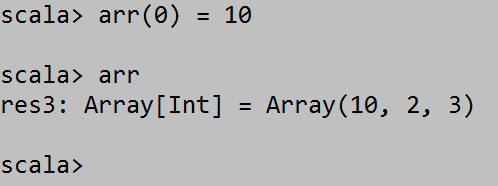 scala> arr(0) = 10
scala> arr
res3: Array[Int] = Array(10, 2, 3)
scala>